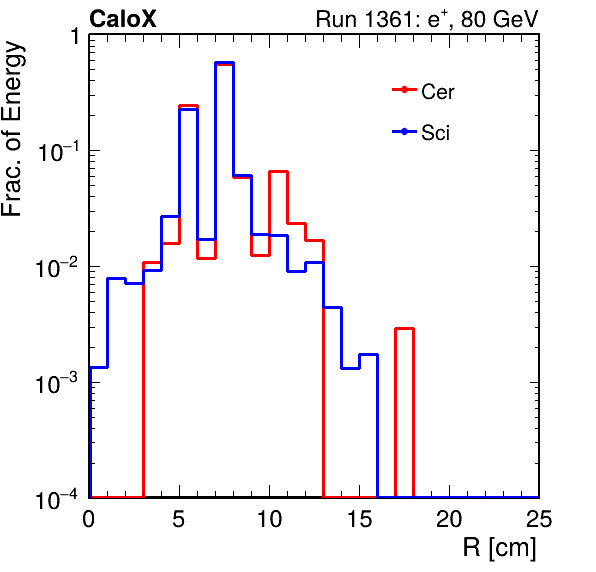 CaloX Run 1361: e⁺, 80 GeV
Frac. of Energy
1
10⁻¹
10⁻²
10⁻³
10⁻⁴
Cer
Sci
0 5 10 15 20 25
R [cm]